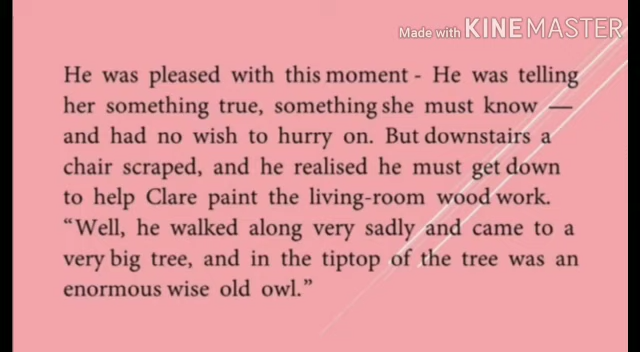 Made with KINEMASTER
He was pleased with this moment - He was telling
her something true, something she must know —
and had no wish to hurry on. But downstairs a
chair scraped, and he realised he must get down
to help Clare paint the living-room wood work.
“Well, he walked along very sadly and came to a
very big tree, and in the tiptop of the tree was an
enormous wise old owl.”